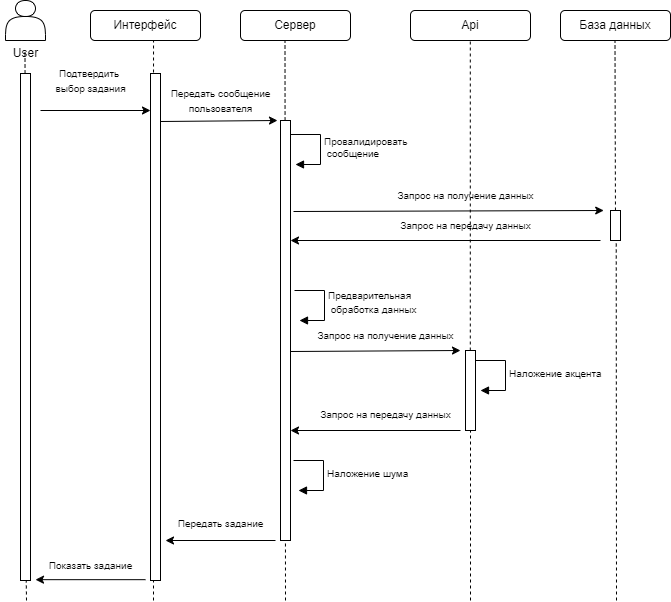 Интерфейс
Сервер
Api
База данных
User
Подтвердить
выбор задания
Передать сообщение
пользователя
Провалидировать
сообщение
Запрос на получение данных
Запрос на передачу данных
Предварительная
обработка данных
Запрос на получение данных
Наложение акцента
Запрос на передачу данных
Наложение шума
Передать задание
Показать задание